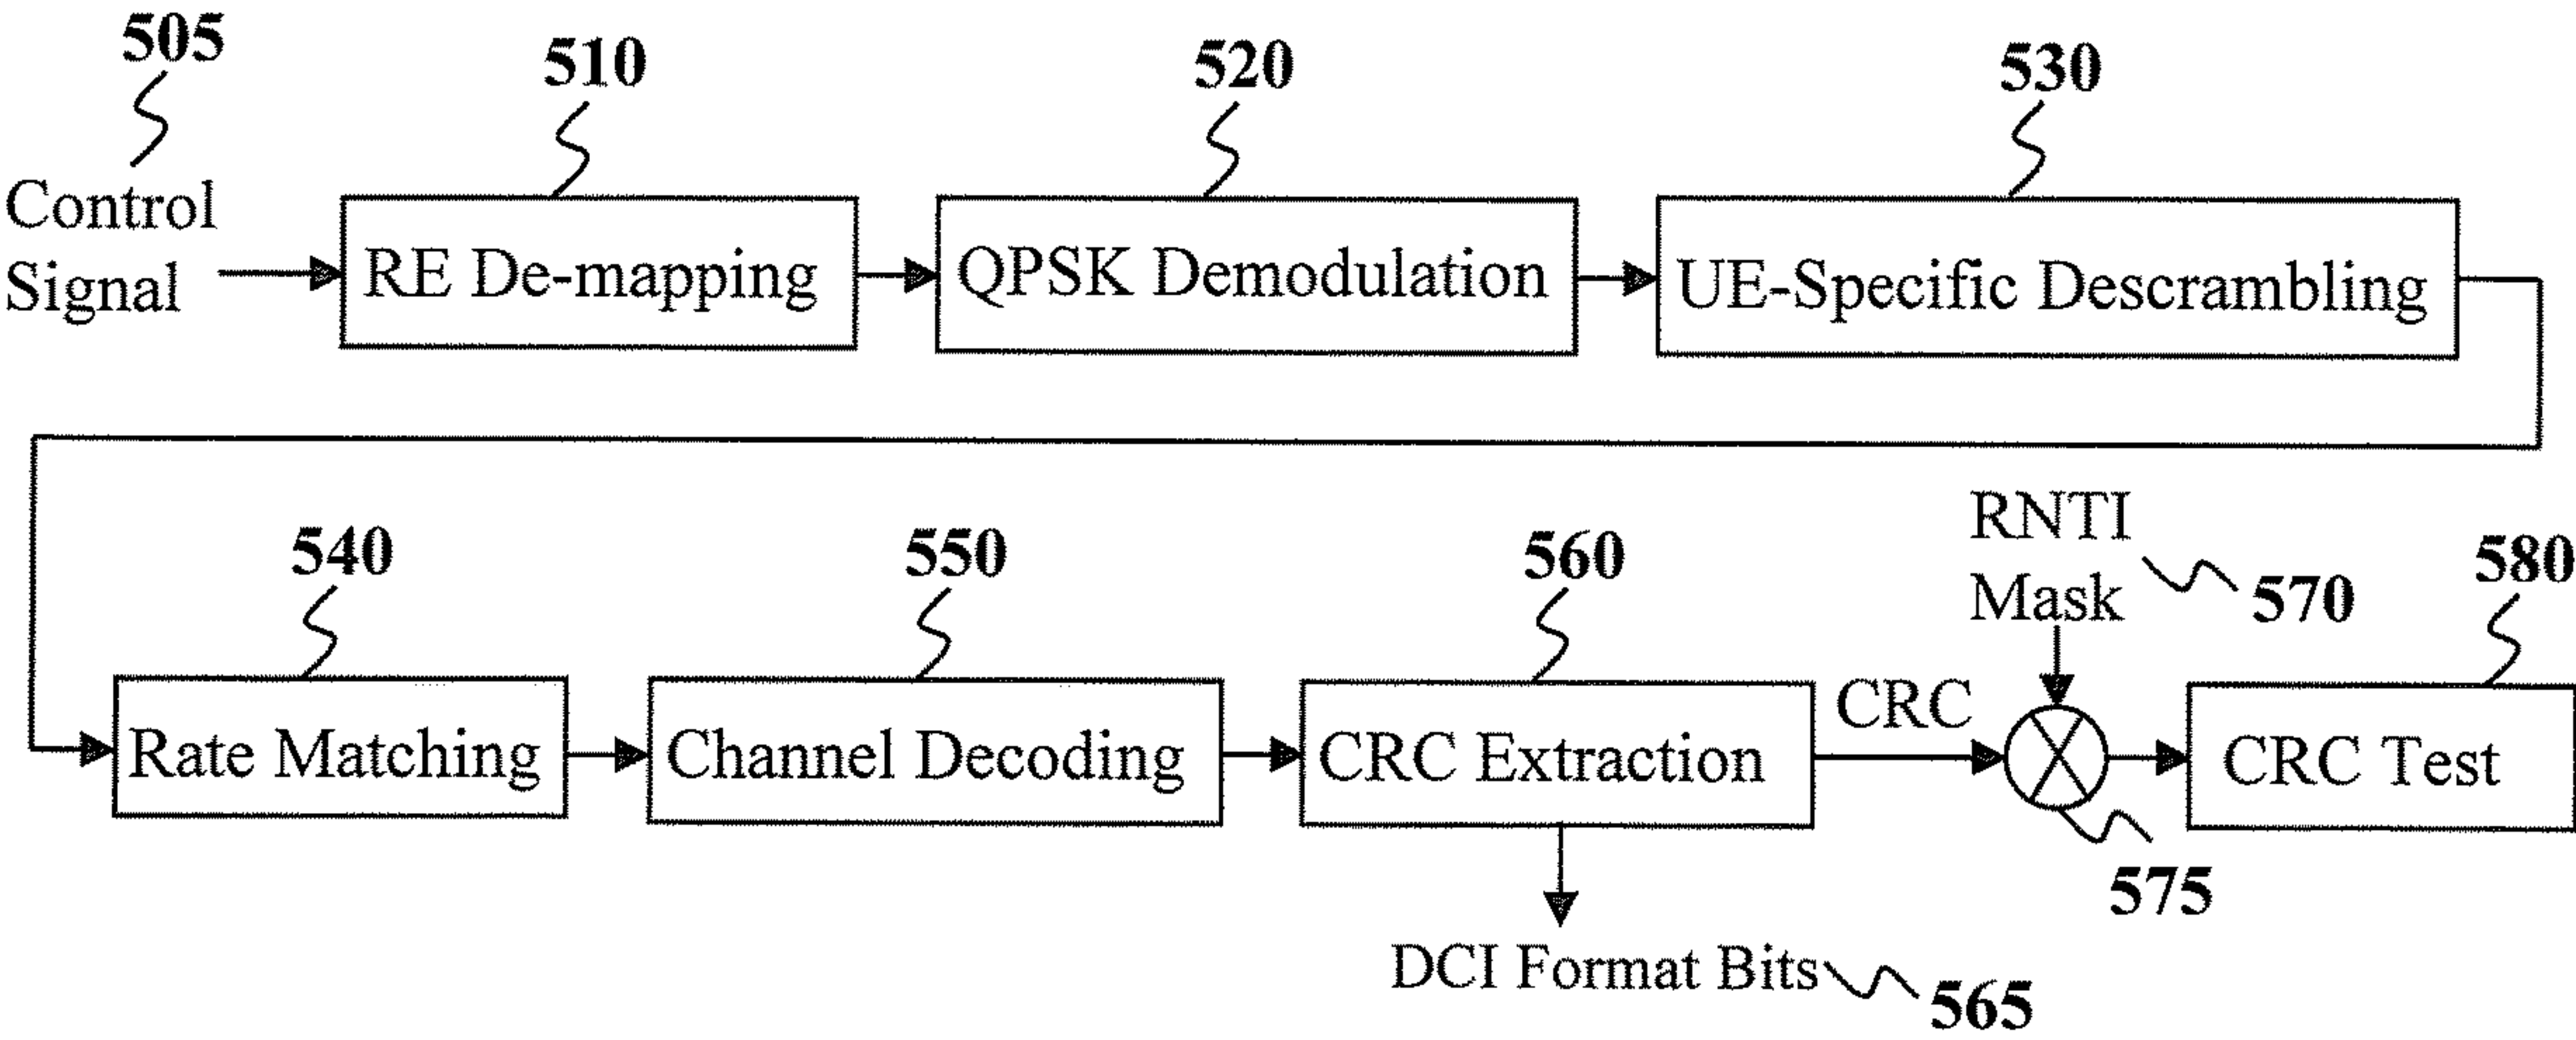 505
510
520
530
Control
Signal
RE De-mapping
QPSK Demodulation
UE-Specific Descrambling
RNTI
Mask
570
540
550
560
580
Rate Matching
Channel Decoding
CRC Extraction
CRC
CRC Test
575
DCI Format Bits
565